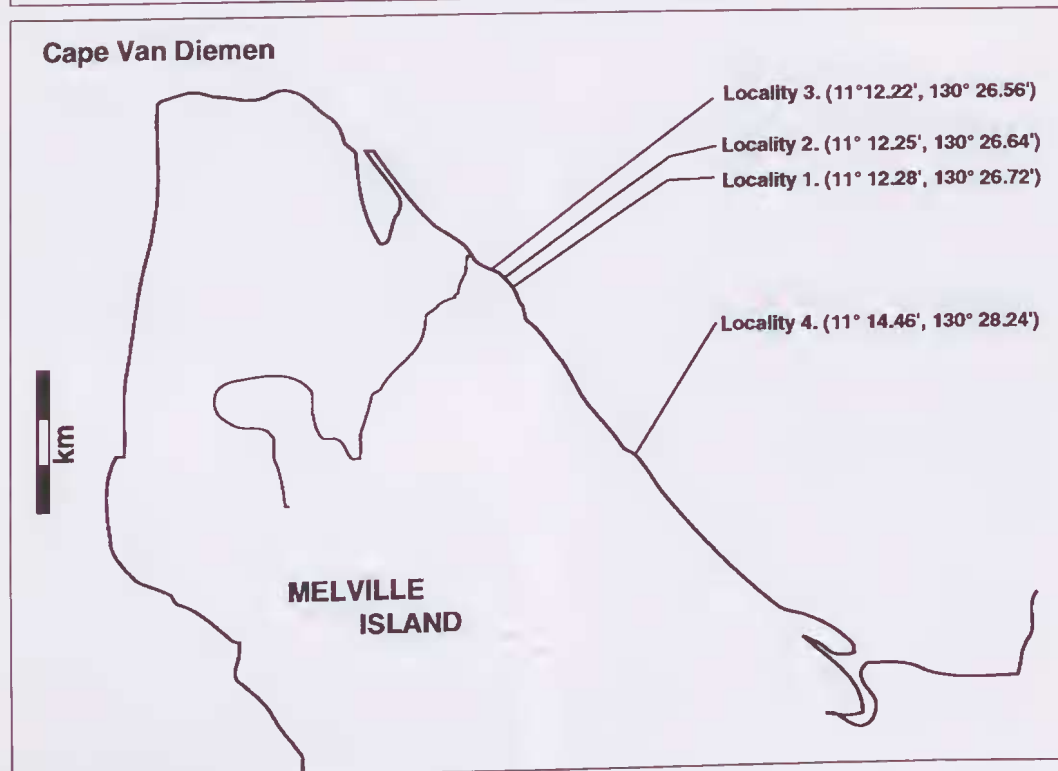 Cape Van Diemen
Locality 3. (11°12.22', 130° 26.56')
Locality 2. (11° 12.25', 130° 26.64')
Locality 1. (11° 12.28', 130° 26.72')
Locality 4. (11° 14.46', 130° 28.24')
km
MELVILLE
ISLAND